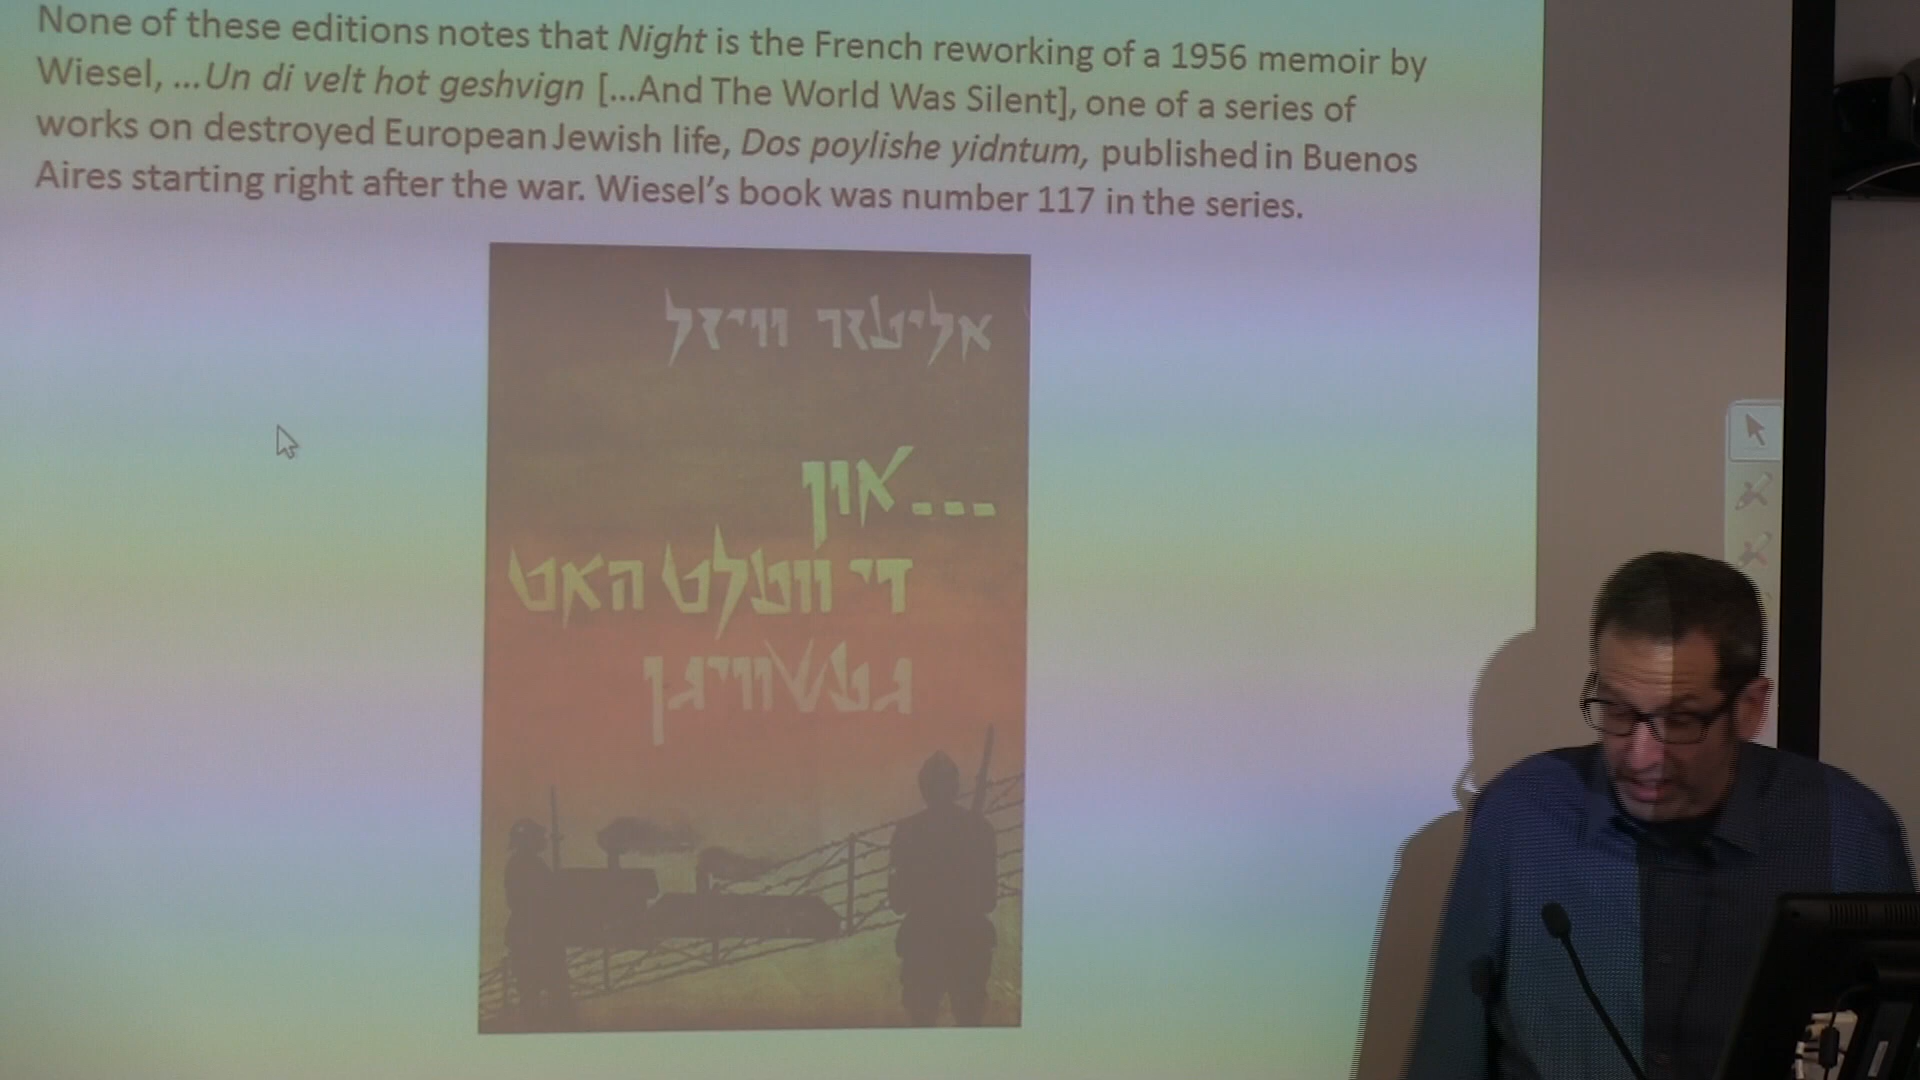 None of these editions notes that Night is the French reworking of a 1956 memoir by
Wiesel, ...Un di velt hot geshvign [...And The World Was Silent], one of a series of
works on destroyed European Jewish life, Dos poylishe yidntum, published in Buenos
Aires starting right after the war. Wiesel's book was number 117 in the series.
אליעזר וויזל
...און
די וועלט האט
געשוויגן